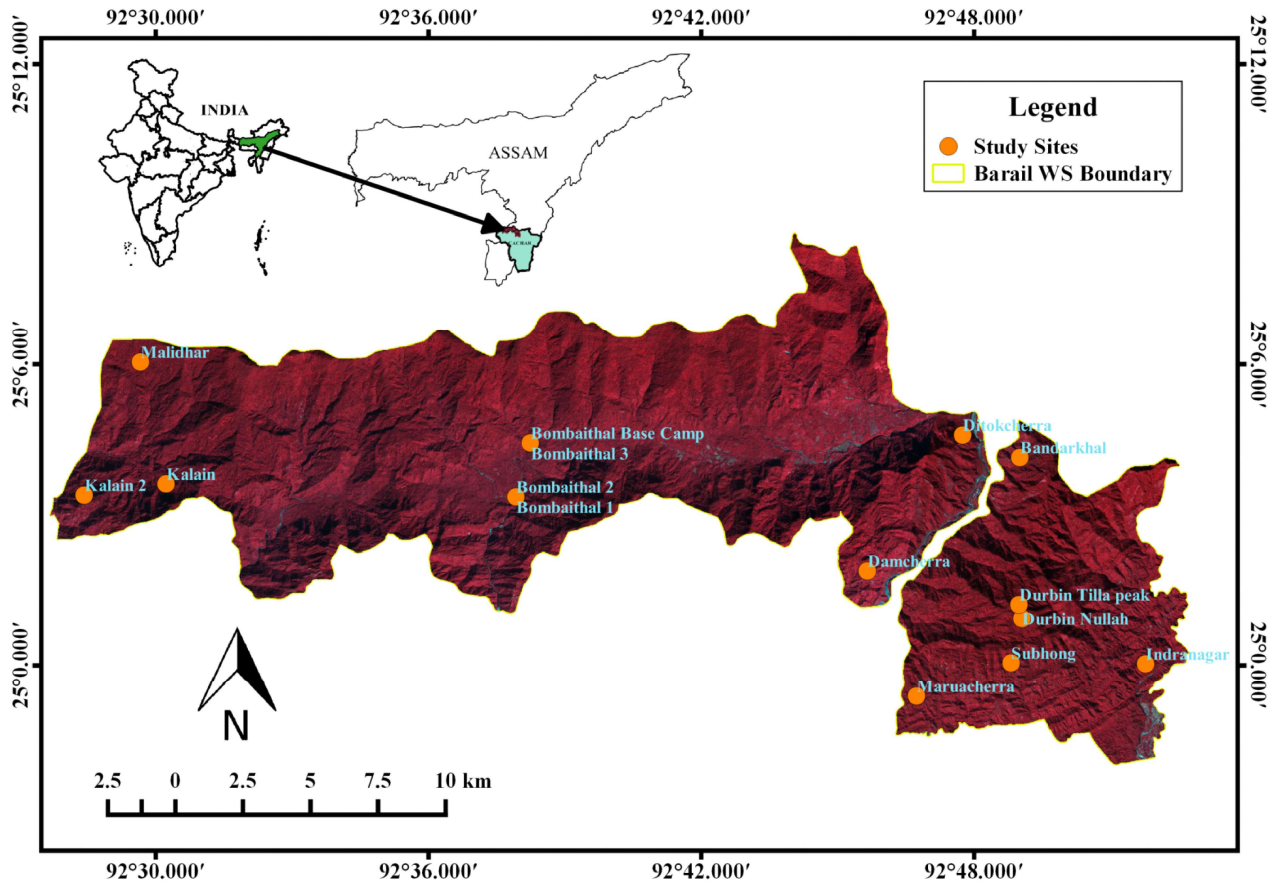 92°30.000′ 92°36.000′ 92°42.000′ 92°48.000′
25°12.000′
25°12.000′
INDIA
ASSAM
CACHAR
Legend
Study Sites
Barail WS Boundary
25°6.000′
25°6.000′
Malidhar
Kalain 2
Kalain
Bombaithal Base Camp
Bombaithal 3
Bombaithal 2
Bombaithal 1
Ditokcherra
Bandarkhal
Damcherra
Durbin Tilla peak
Durbin Nullah
Subhong
Indranagar
Maruacherra
25°0.000′
25°0.000′
N
2.5 0 2.5 5 7.5 10 km
92°30.000′ 92°36.000′ 92°42.000′ 92°48.000′